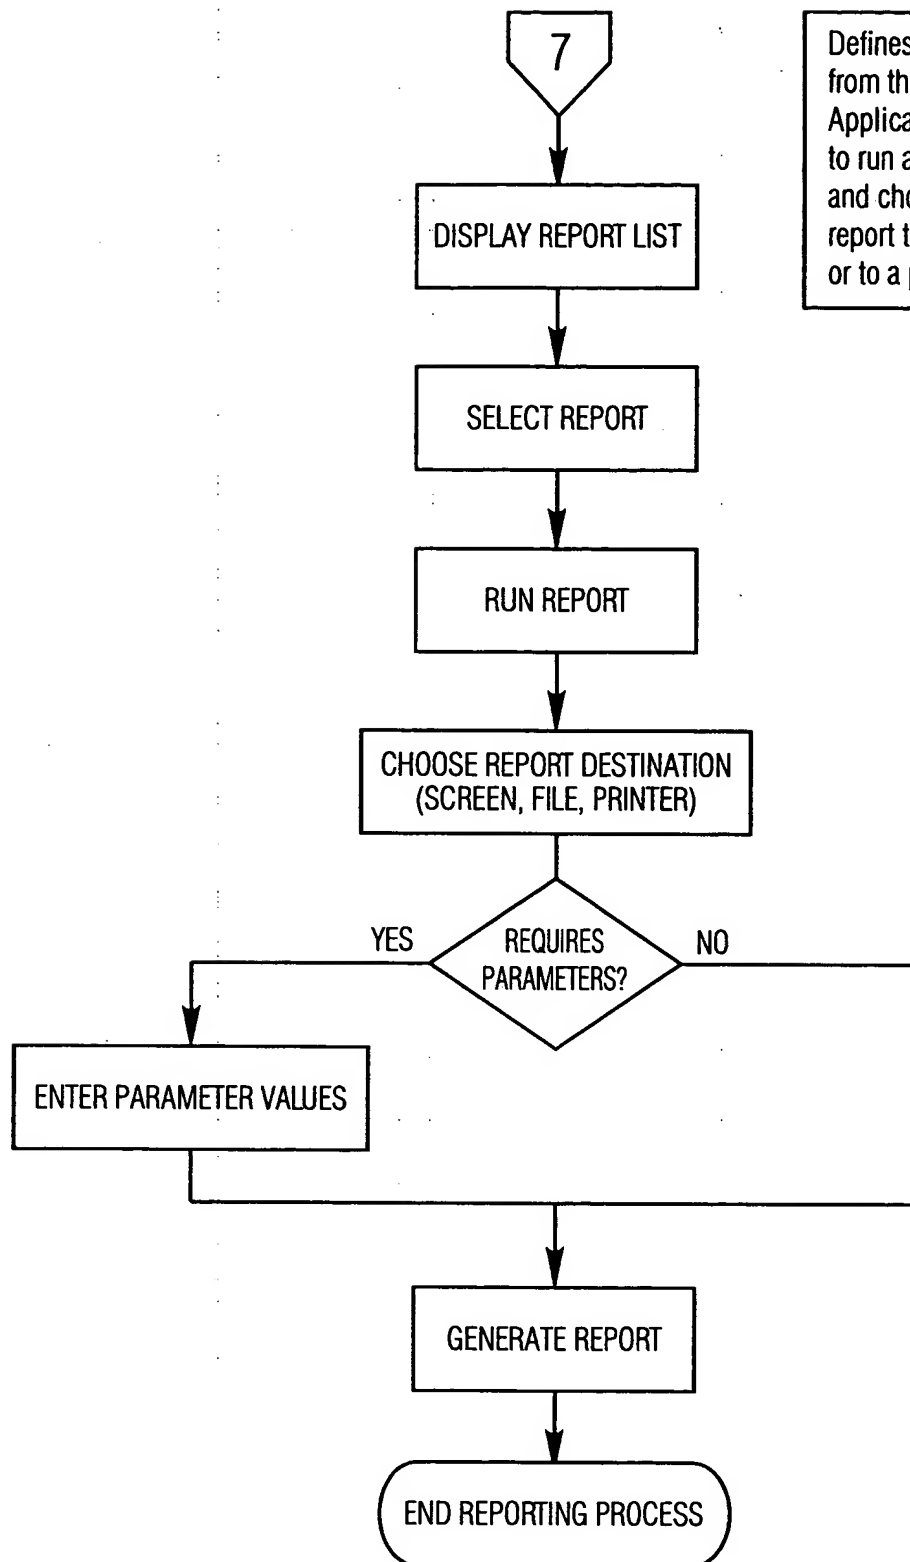 7
Defines
from th
Applica
to run a
and cho
report t
or to a p
DISPLAY REPORT LIST
SELECT REPORT
RUN REPORT
CHOOSE REPORT DESTINATION
(SCREEN, FILE, PRINTER)
YES
REQUIRES
PARAMETERS?
NO
ENTER PARAMETER VALUES
GENERATE REPORT
END REPORTING PROCESS